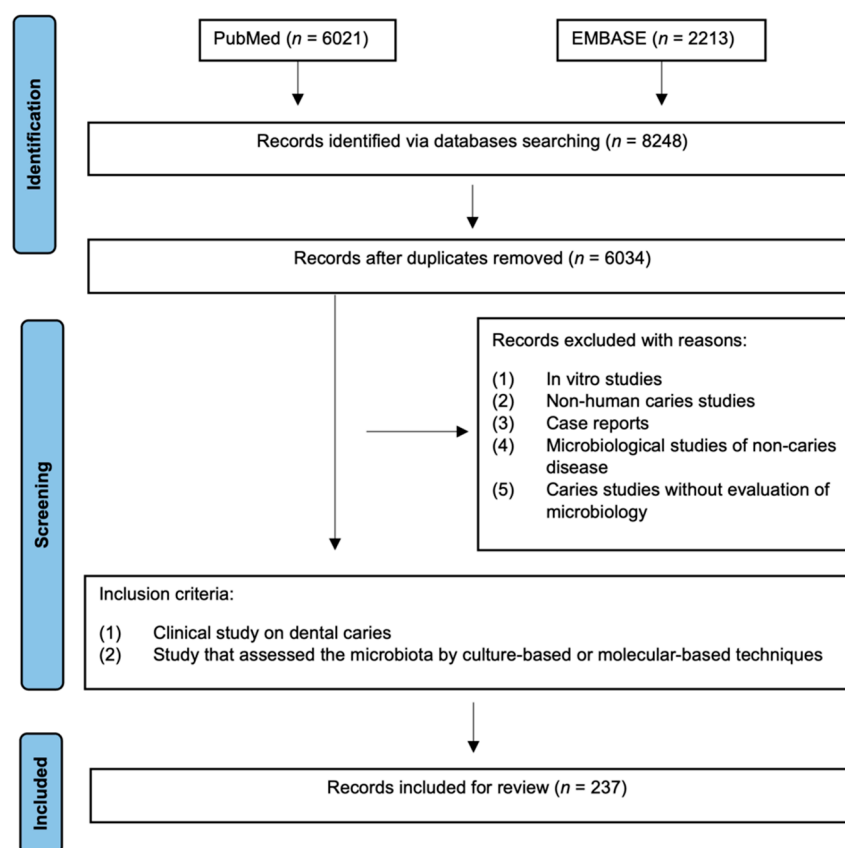 PubMed (n = 6021)
EMBASE (n = 2213)
Identification
Records identified via databases searching (n = 8248)
Records after duplicates removed (n = 6034)
Screening
Records excluded with reasons:
(1) In vitro studies
(2) Non-human caries studies
(3) Case reports
(4) Microbiological studies of non-caries
disease
(5) Caries studies without evaluation of
microbiology
Inclusion criteria:
(1) Clinical study on dental caries
(2) Study that assessed the microbiota by culture-based or molecular-based techniques
Included
Records included for review (n = 237)